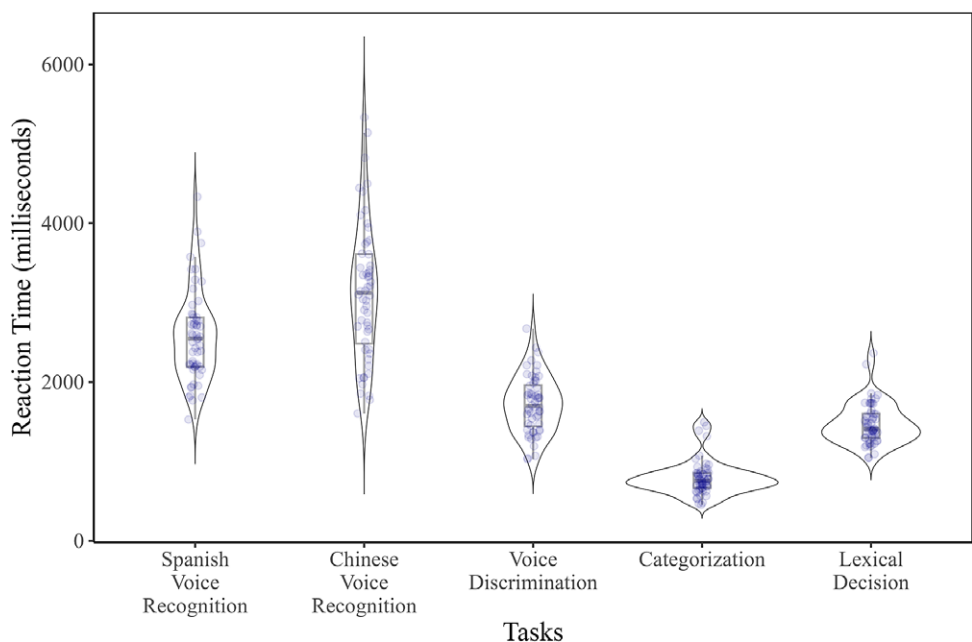 Reaction Time (milliseconds)
6000
4000
2000
0
Spanish
Voice
Recognition
Chinese
Voice
Recognition
Voice
Discrimination
Categorization
Lexical
Decision
Tasks